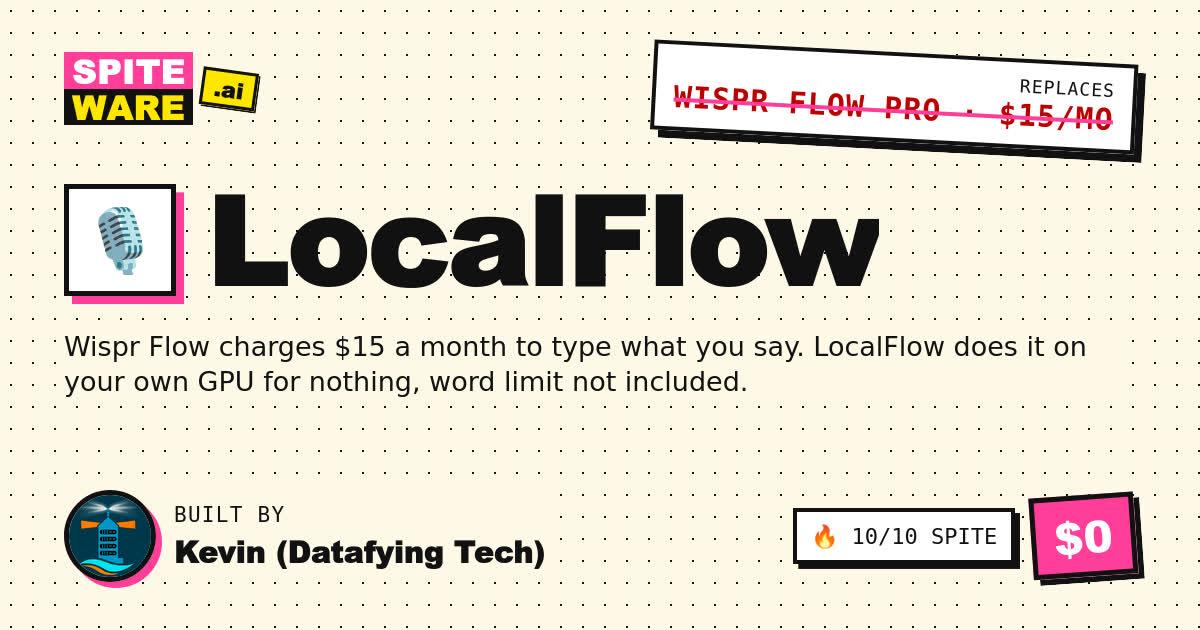 SPITE
WARE
.ai
REPLACES
WISPR FLOW PRO · $15/MO
LocalFlow
Wispr Flow charges $15 a month to type what you say. LocalFlow does it on
your own GPU for nothing, word limit not included.
BUILT BY
Kevin (Datafying Tech)
🔥 10/10 SPITE
$0